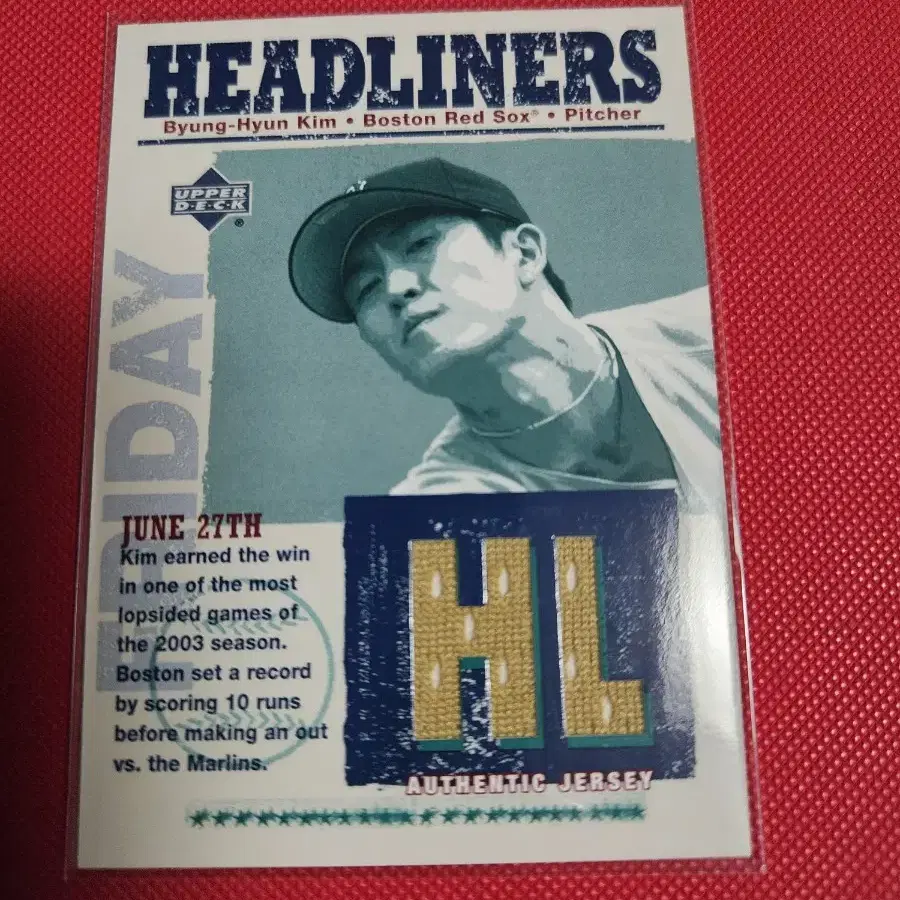 HEADLINERS
Byung-Hyun Kim • Boston Red Sox® • Pitcher
UPPER
D·E·C·K
®
FRIDAY
JUNE 27TH
Kim earned the win
in one of the most
lopsided games of
the 2003 season.
Boston set a record
by scoring 10 runs
before making an out
vs. the Marlins.
HL
AUTHENTIC JERSEY